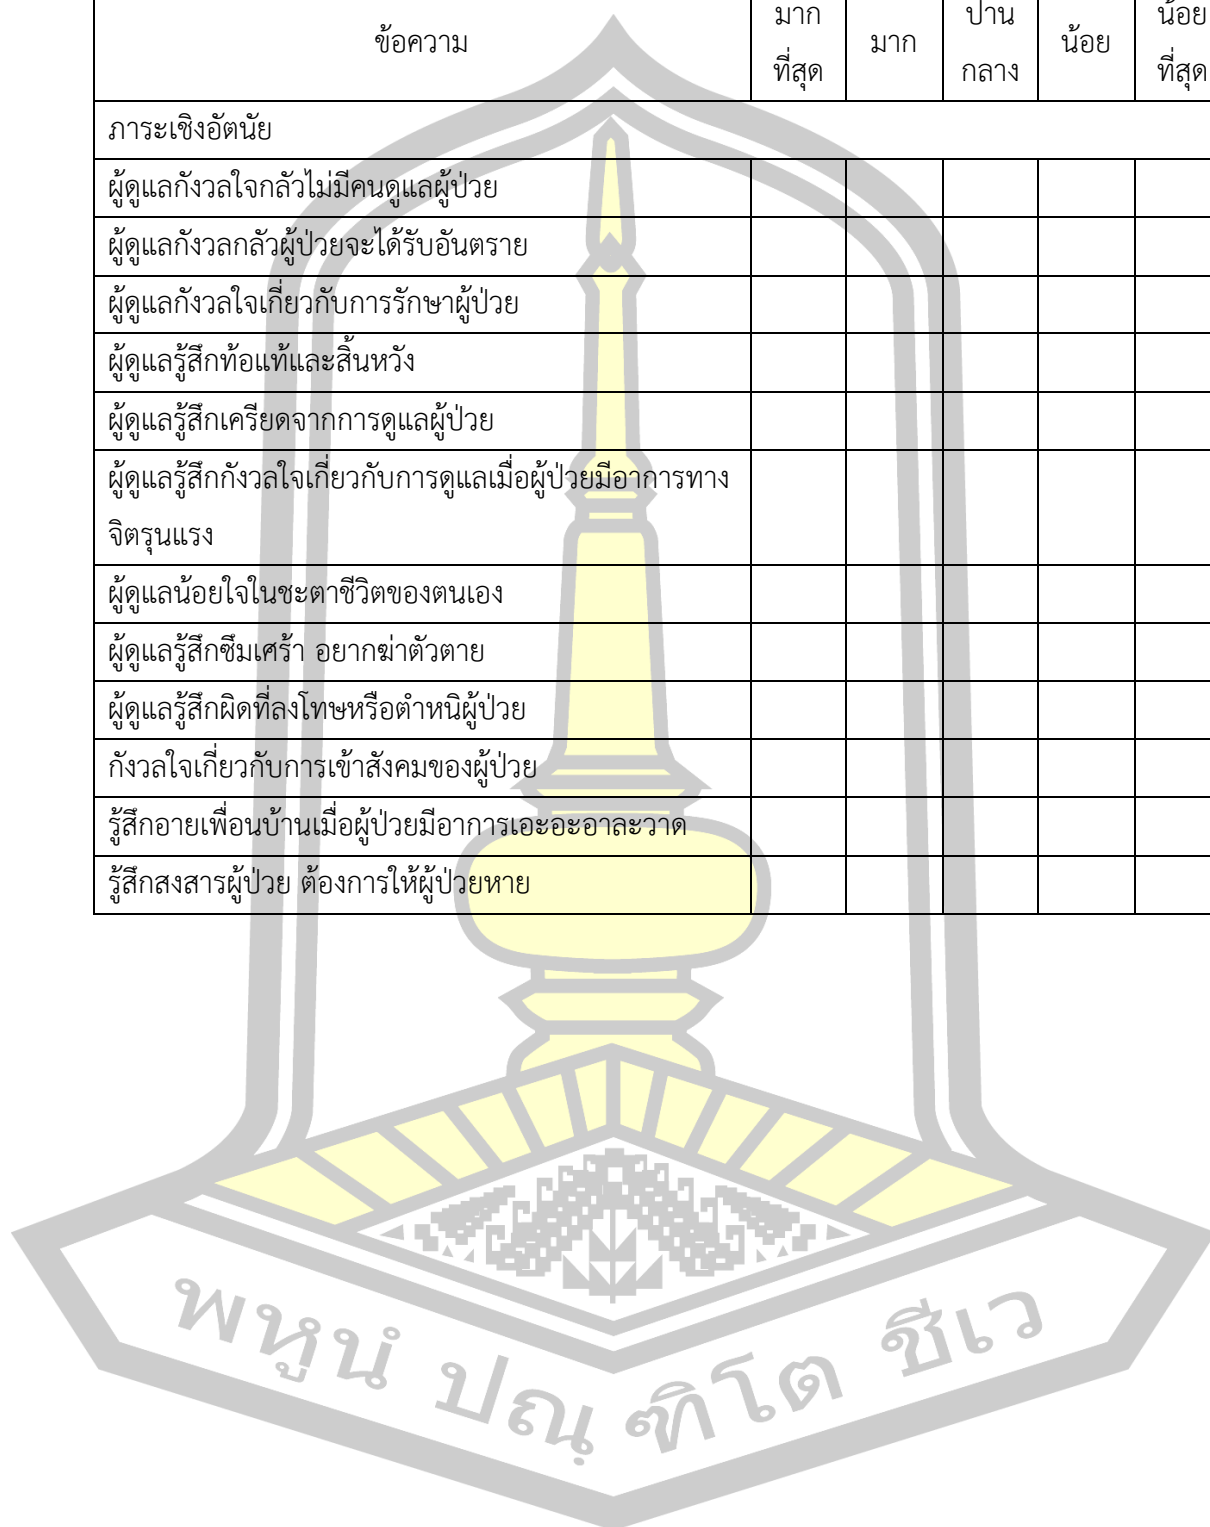 ข้อความ มาก ที่สุด มาก ปาน กลาง น้อย น้อย ที่สุด
ภาระเชิงอัตนัย
ผู้ดูแลกังวลใจกลัวไม่มีคนดูแลผู้ป่วย
ผู้ดูแลกังวลกลัวผู้ป่วยจะได้รับอันตราย
ผู้ดูแลกังวลใจเกี่ยวกับการรักษาผู้ป่วย
ผู้ดูแลรู้สึกท้อแท้และสิ้นหวัง
ผู้ดูแลรู้สึกเครียดจากการดูแลผู้ป่วย
ผู้ดูแลรู้สึกกังวลใจเกี่ยวกับการดูแลเมื่อผู้ป่วยมีอาการทาง
จิตรุนแรง
ผู้ดูแลน้อยใจในชะตาชีวิตของตนเอง
ผู้ดูแลรู้สึกซึมเศร้า อยากฆ่าตัวตาย
ผู้ดูแลรู้สึกผิดที่ลงโทษหรือตำหนิผู้ป่วย
กังวลใจเกี่ยวกับการเข้าสังคมของผู้ป่วย
รู้สึกอายเพื่อนบ้านเมื่อผู้ป่วยมีอาการเอะอะอาละวาด
รู้สึกสงสารผู้ป่วย ต้องการให้ผู้ป่วยหาย
พหูนํ ปณฺ ฑิโต ชีเว